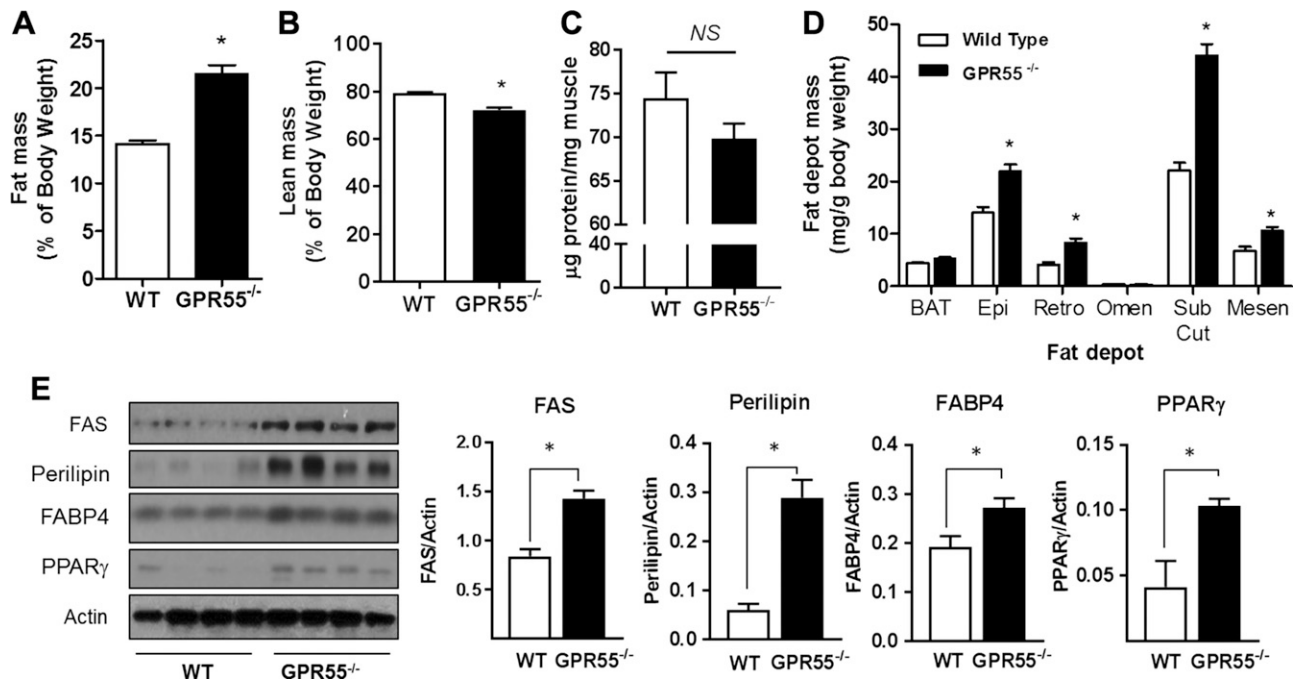 A
Fat mass
(% of Body Weight)
25
20
15
10
5
0
*
WT
GPR55-/-
B
Lean mass
(% of Body Weight)
100
80
60
40
20
0
*
WT
GPR55-/-
C
µg protein/mg muscle
80
75
70
65
60
40
0
NS
WT
GPR55-/-
D
Fat depot mass
(mg/g body weight)
50
40
30
20
10
0
Wild Type
GPR55 -/-
*
*
*
*
BAT
Epi
Retro
Omen
Sub
Cut
Mesen
Fat depot
E
FAS
Perilipin
FABP4
PPARγ
Actin
WT
GPR55-/-
FAS
FAS/Actin
2.0
1.5
1.0
0.5
*
WT GPR55-/-
Perilipin
Perilipin/Actin
0.4
0.3
0.2
0.1
0.0
*
WT GPR55-/-
FABP4
FABP4/Actin
0.4
0.3
0.2
0.1
0.0
*
WT GPR55-/-
PPARγ
PPARγ/Actin
0.15
0.10
0.05
*
WT GPR55-/-